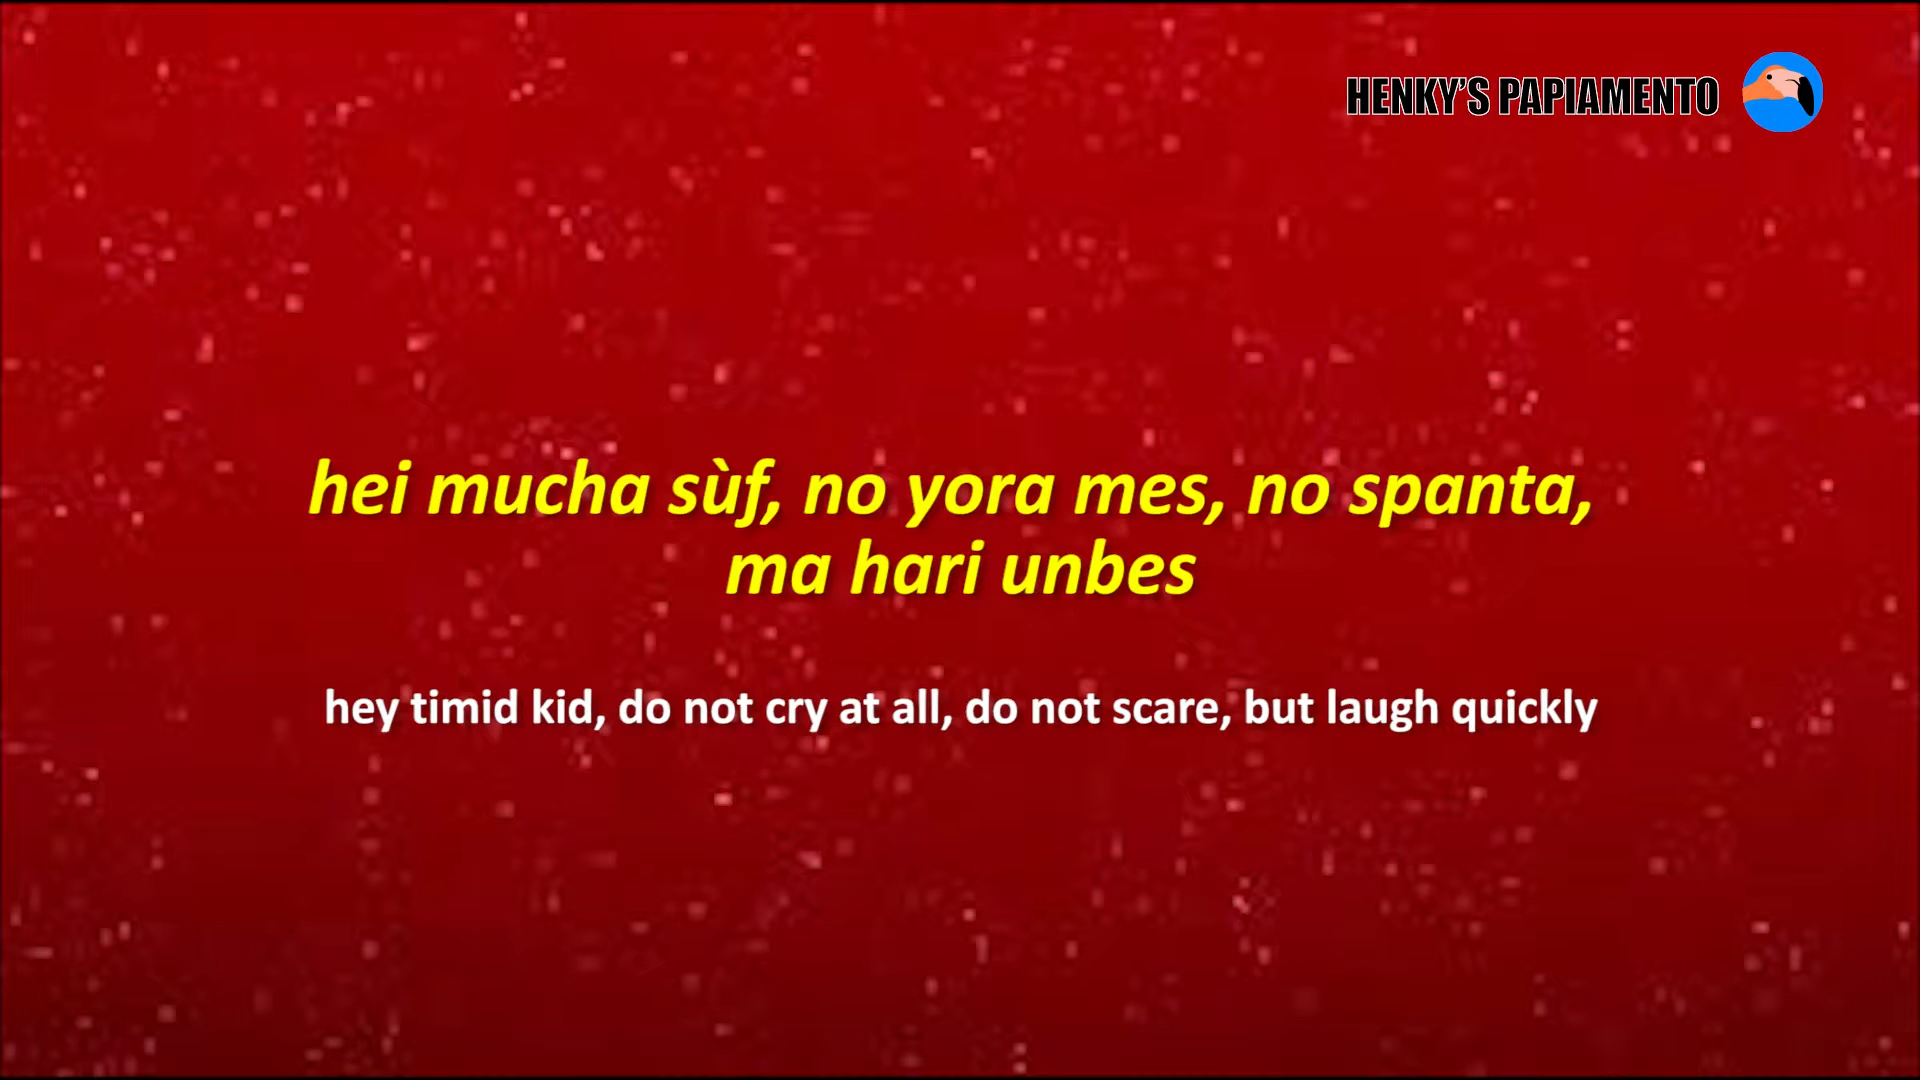 HENKY'S PAPIAMENTO
hei mucha sùf, no yora mes, no spanta,
ma hari unbes
hey timid kid, do not cry at all, do not scare, but laugh quickly